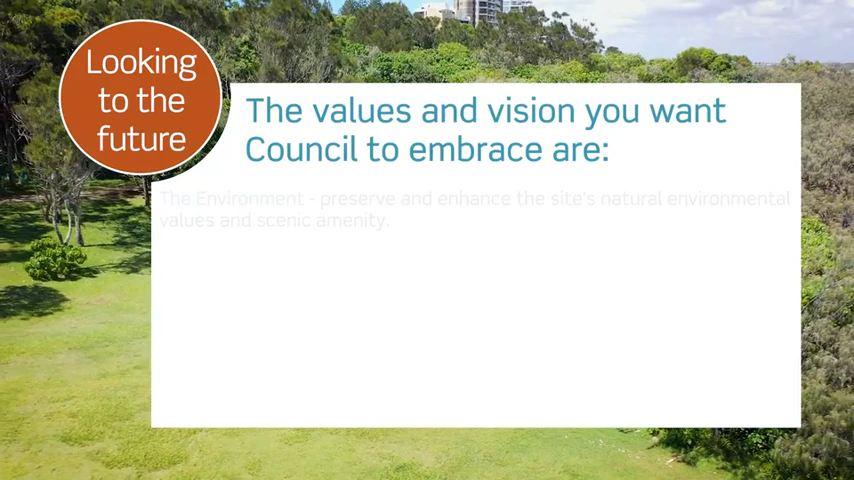 Looking
to the
future
The values and vision you want
Council to embrace are:
The Environment - preserve and enhance the site's natural environmental
values and scenic amenity.